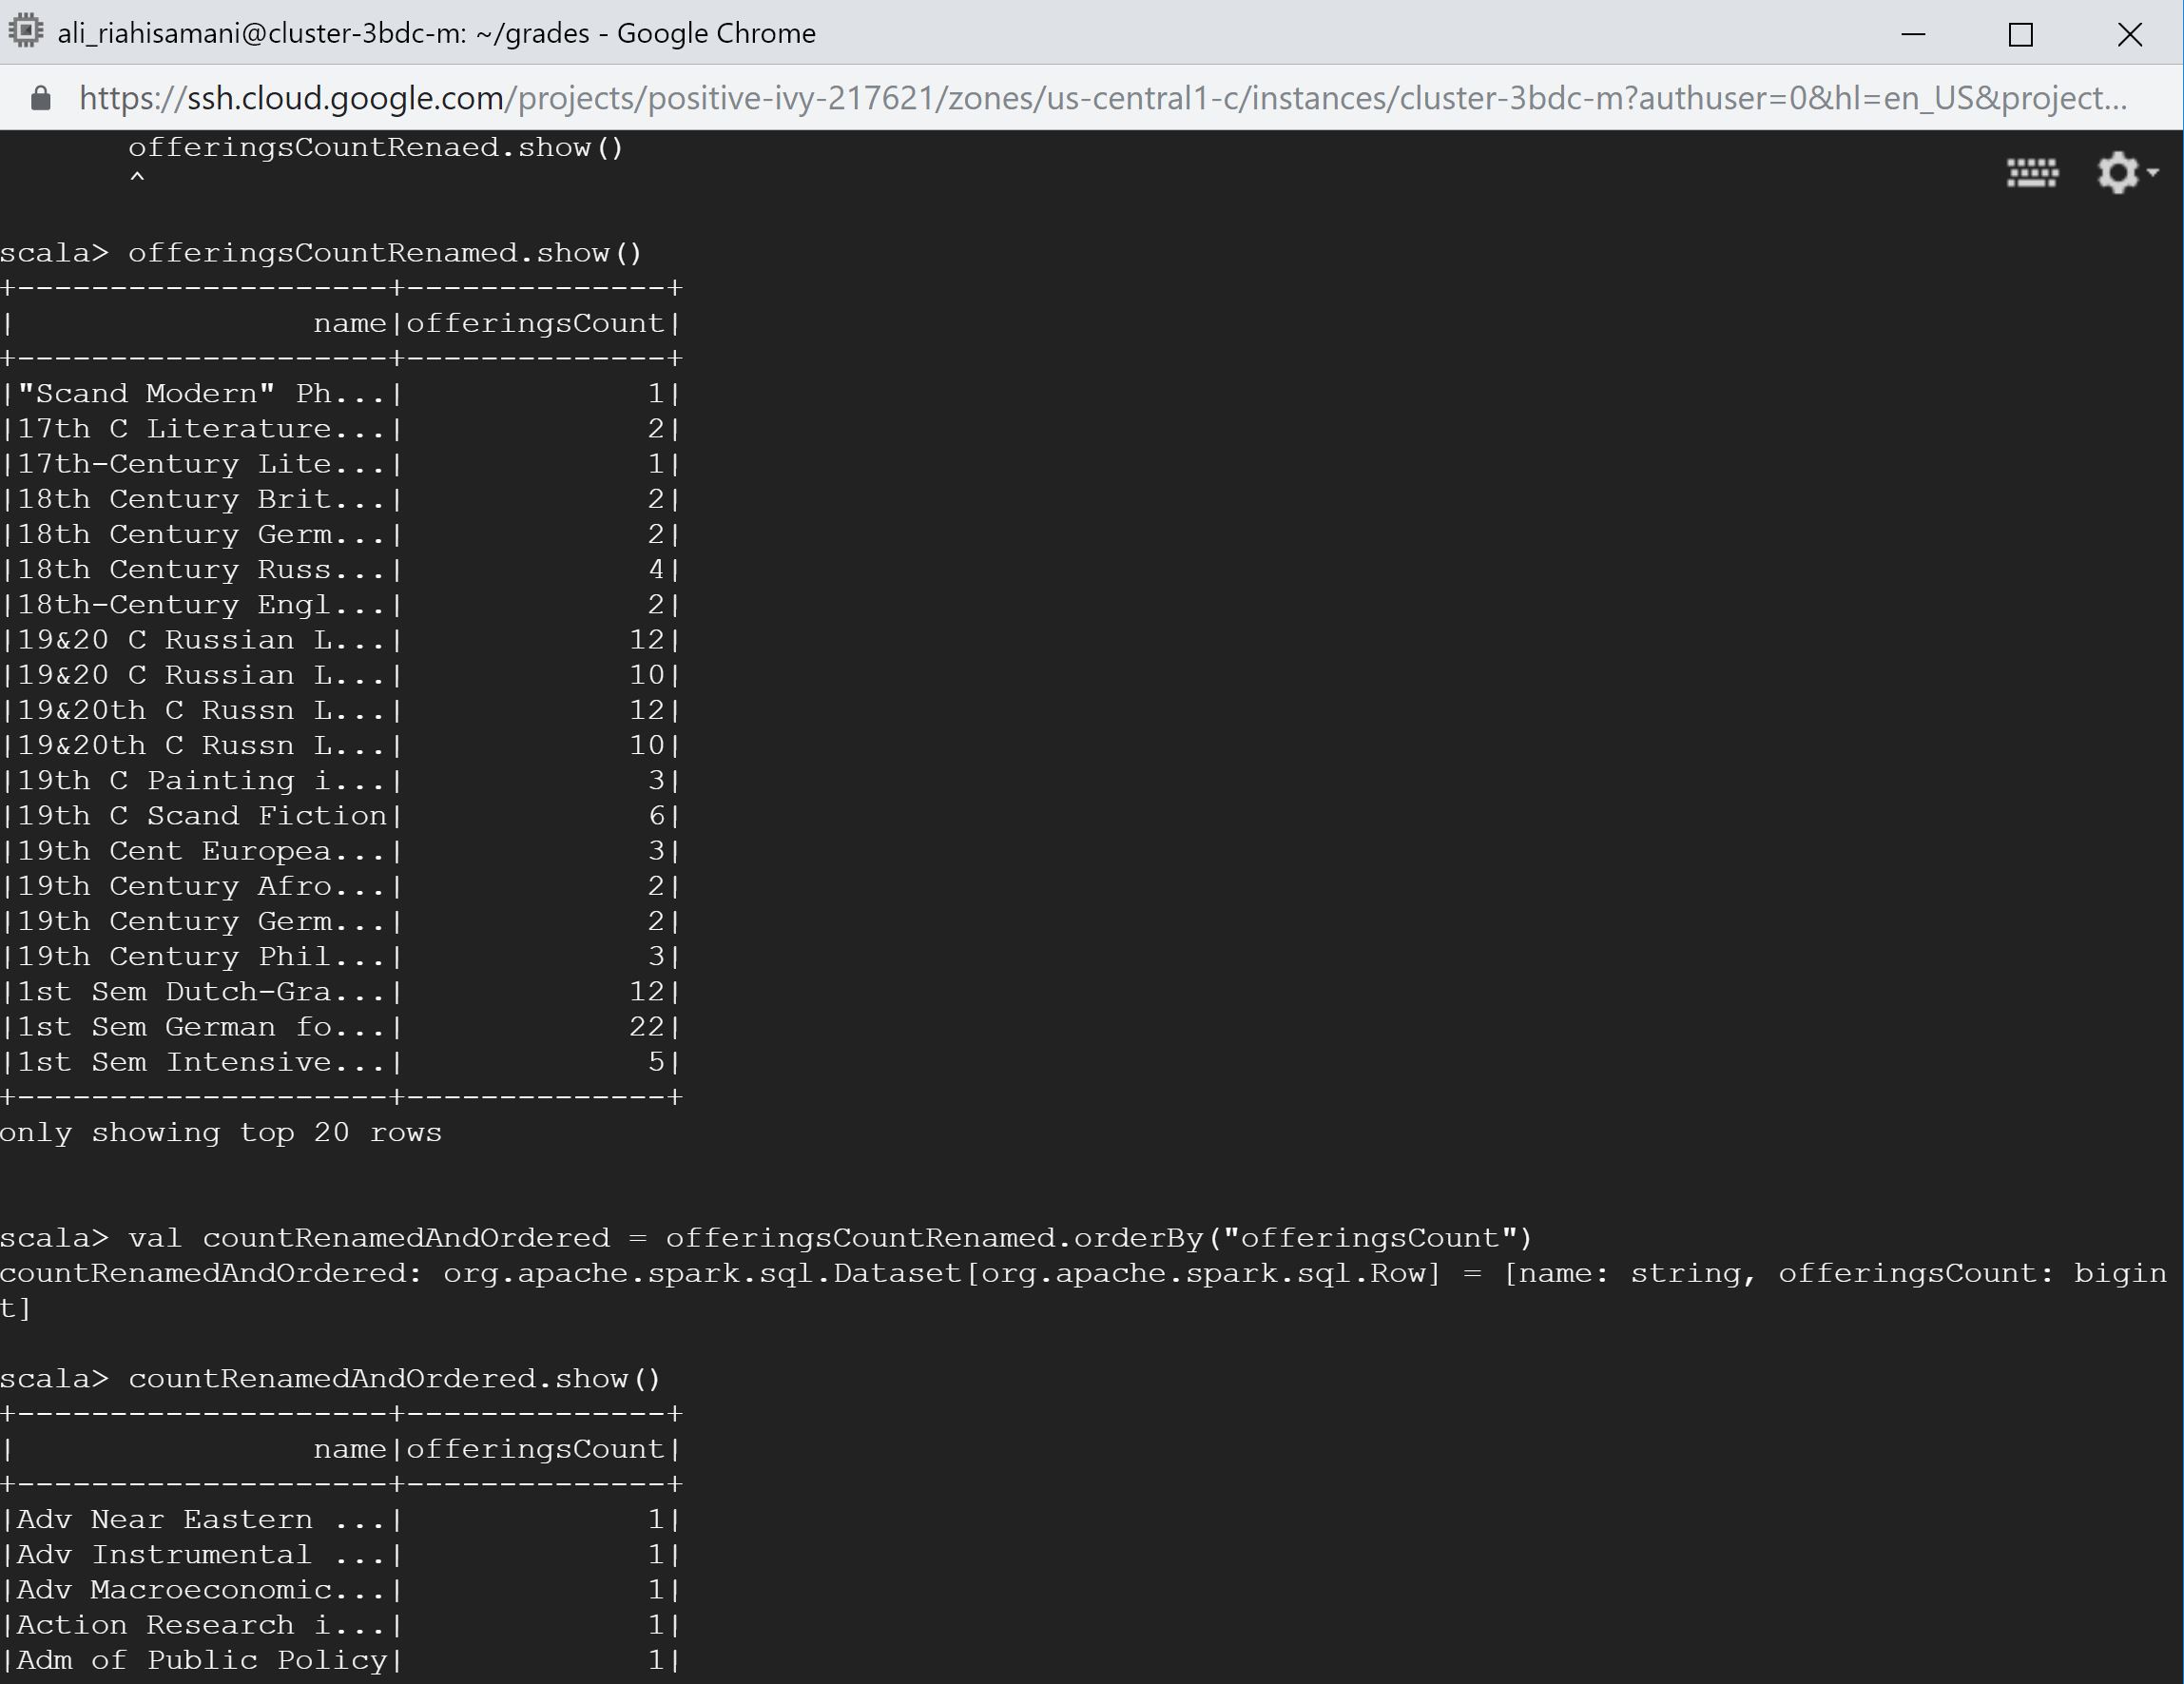 ali_riahisamani@cluster-3bdc-m: ~/grades - Google Chrome
https://ssh.cloud.google.com/projects/positive-ivy-217621/zones/us-central1-c/instances/cluster-3bdc-m?authuser=0&hl=en_US&project...
       offeringsCountRenaed.show()
       ^
scala> offeringsCountRenamed.show()
+--------------------+--------------+
|                name|offeringsCount|
+--------------------+--------------+
|"Scand Modern" Ph...|             1|
|17th C Literature...|             2|
|17th-Century Lite...|             1|
|18th Century Brit...|             2|
|18th Century Germ...|             2|
|18th Century Russ...|             4|
|18th-Century Engl...|             2|
|19&20 C Russian L...|            12|
|19&20 C Russian L...|            10|
|19&20th C Russn L...|            12|
|19&20th C Russn L...|            10|
|19th C Painting i...|             3|
|19th C Scand Fiction|             6|
|19th Cent Europea...|             3|
|19th Century Afro...|             2|
|19th Century Germ...|             2|
|19th Century Phil...|             3|
|1st Sem Dutch-Gra...|            12|
|1st Sem German fo...|            22|
|1st Sem Intensive...|             5|
+--------------------+--------------+
only showing top 20 rows
scala> val countRenamedAndOrdered = offeringsCountRenamed.orderBy("offeringsCount")
countRenamedAndOrdered: org.apache.spark.sql.Dataset[org.apache.spark.sql.Row] = [name: string, offeringsCount: bigin
t]
scala> countRenamedAndOrdered.show()
+--------------------+--------------+
|                name|offeringsCount|
+--------------------+--------------+
|Adv Near Eastern ...|             1|
|Adv Instrumental ...|             1|
|Adv Macroeconomic...|             1|
|Action Research i...|             1|
|Adm of Public Policy|             1|